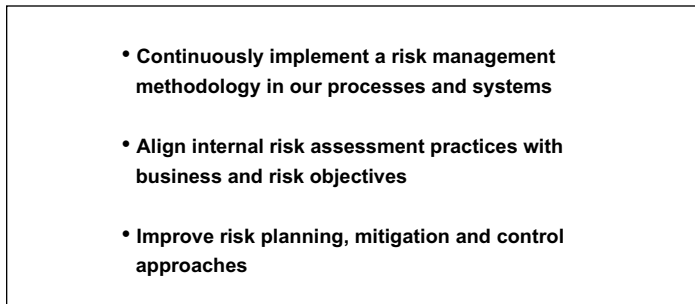 • Continuously implement a risk management
methodology in our processes and systems
• Align internal risk assessment practices with
business and risk objectives
• Improve risk planning, mitigation and control
approaches